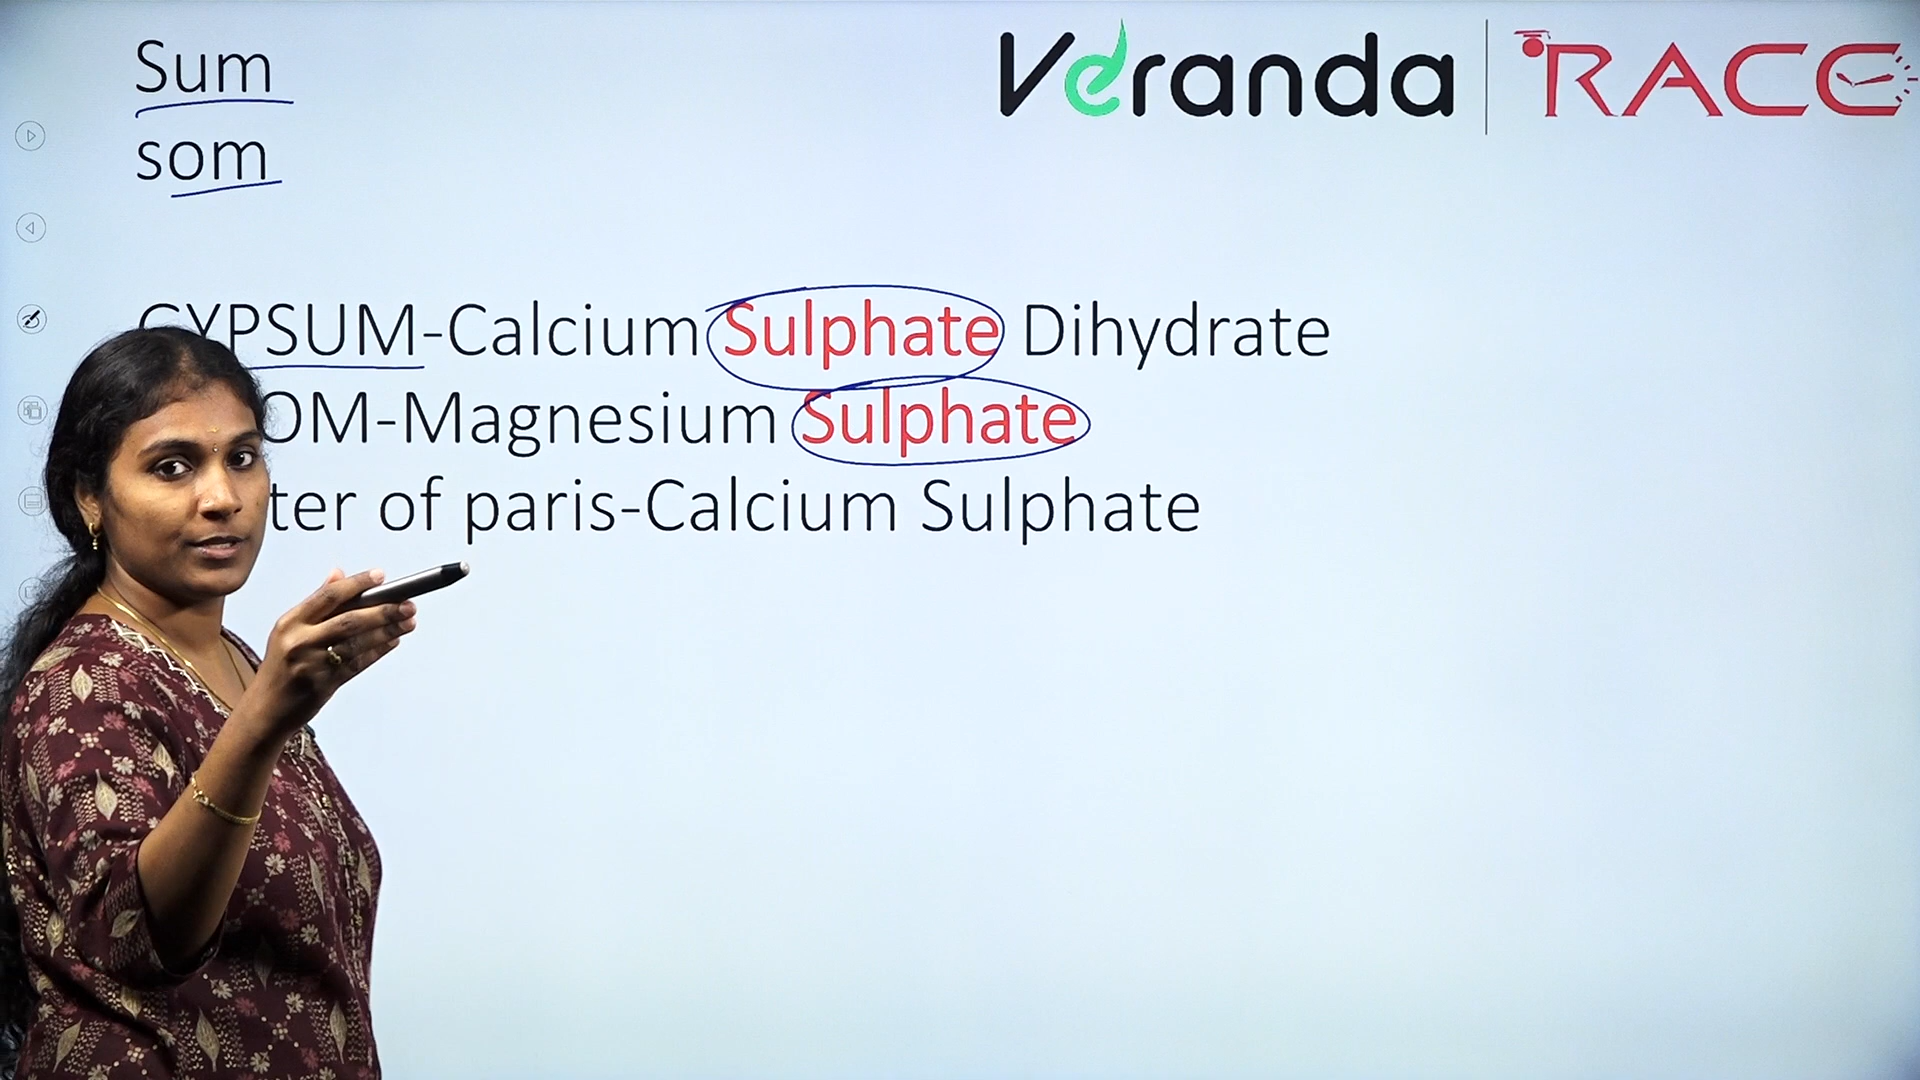 Sum
Veranda RACE
som
GYPSUM-Calcium Sulphate Dihydrate
OM-Magnesium Sulphate
ter of paris-Calcium Sulphate